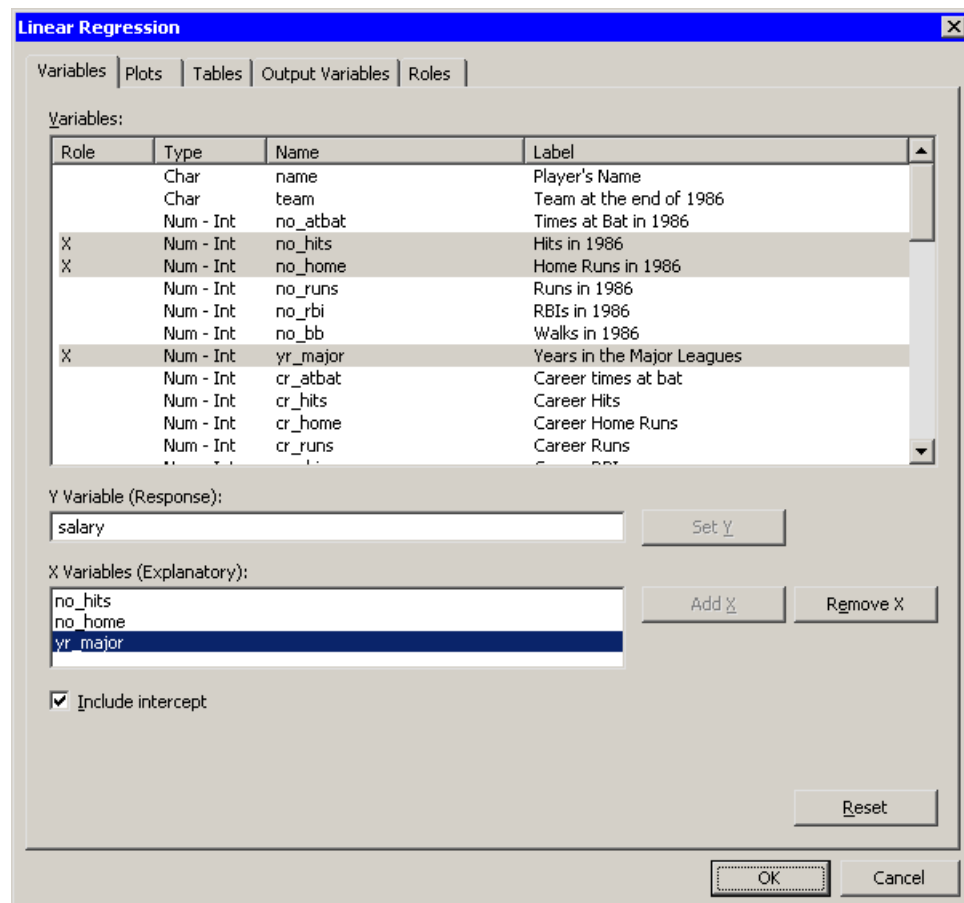 Linear Regression
Variables Plots Tables Output Variables Roles
Variables:
Role Type Name Label
Char name Player's Name
Char team Team at the end of 1986
Num - Int no_atbat Times at Bat in 1986
X Num - Int no_hits Hits in 1986
X Num - Int no_home Home Runs in 1986
Num - Int no_runs Runs in 1986
Num - Int no_rbi RBIs in 1986
Num - Int no_bb Walks in 1986
X Num - Int yr_major Years in the Major Leagues
Num - Int cr_atbat Career times at bat
Num - Int cr_hits Career Hits
Num - Int cr_home Career Home Runs
Num - Int cr_runs Career Runs
Y Variable (Response):
salary Set Y
X Variables (Explanatory):
no_hits Add X Remove X
no_home
yr_major
Include intercept
Reset
OK Cancel